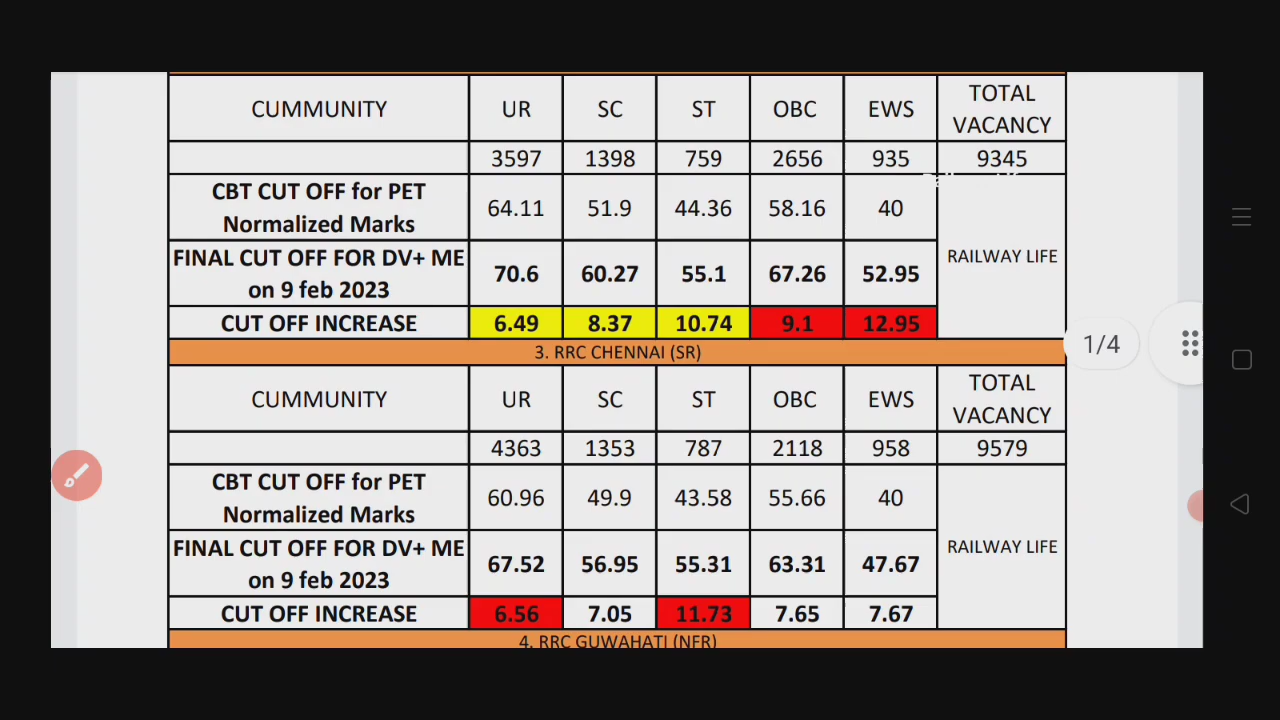 CUMMUNITY UR SC ST OBC EWS TOTAL VACANCY
3597 1398 759 2656 935 9345
CBT CUT OFF for PET
Normalized Marks 64.11 51.9 44.36 58.16 40
FINAL CUT OFF FOR DV+ ME
on 9 feb 2023 70.6 60.27 55.1 67.26 52.95 RAILWAY LIFE
CUT OFF INCREASE 6.49 8.37 10.74 9.1 12.95
3. RRC CHENNAI (SR)
CUMMUNITY UR SC ST OBC EWS TOTAL VACANCY
4363 1353 787 2118 958 9579
CBT CUT OFF for PET
Normalized Marks 60.96 49.9 43.58 55.66 40
FINAL CUT OFF FOR DV+ ME
on 9 feb 2023 67.52 56.95 55.31 63.31 47.67 RAILWAY LIFE
CUT OFF INCREASE 6.56 7.05 11.73 7.65 7.67
4. RRC GUWAHATI (NFR)
1/4